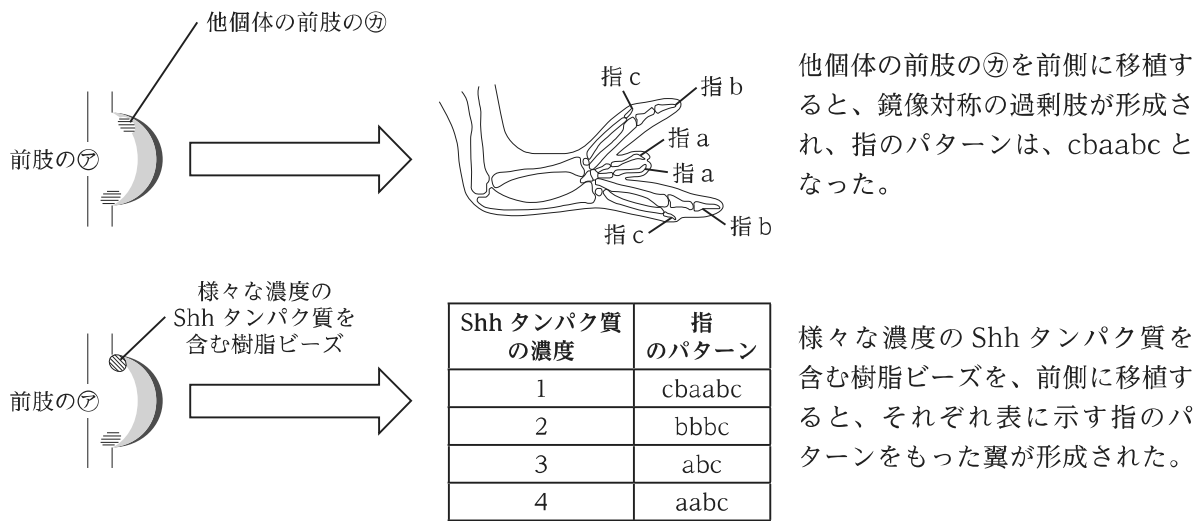 他個体の前肢の㋕
前肢の㋐
指 c
指 b
指 a
指 a
指 c
指 b
他個体の前肢の㋕を前側に移植す
ると、鏡像対称の過剰肢が形成さ
れ、指のパターンは、cbaabc と
なった。
様々な濃度の
Shh タンパク質を
含む樹脂ビーズ
前肢の㋐
Shh タンパク質
の濃度
指
のパターン
1 cbaabc
2 bbbc
3 abc
4 aabc
様々な濃度の Shh タンパク質を
含む樹脂ビーズを、前側に移植す
ると、それぞれ表に示す指のパ
ターンをもった翼が形成された。